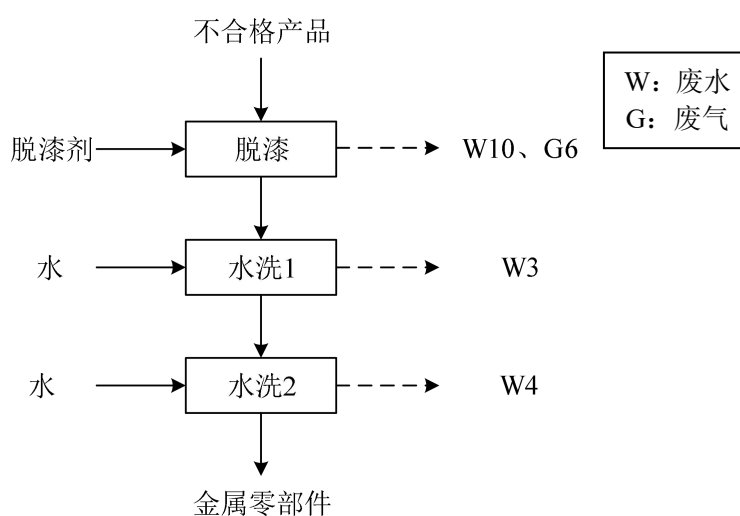 不合格产品
W：废水
G：废气
脱漆剂
脱漆
W10、G6
水
水洗1
W3
水
水洗2
W4
金属零部件